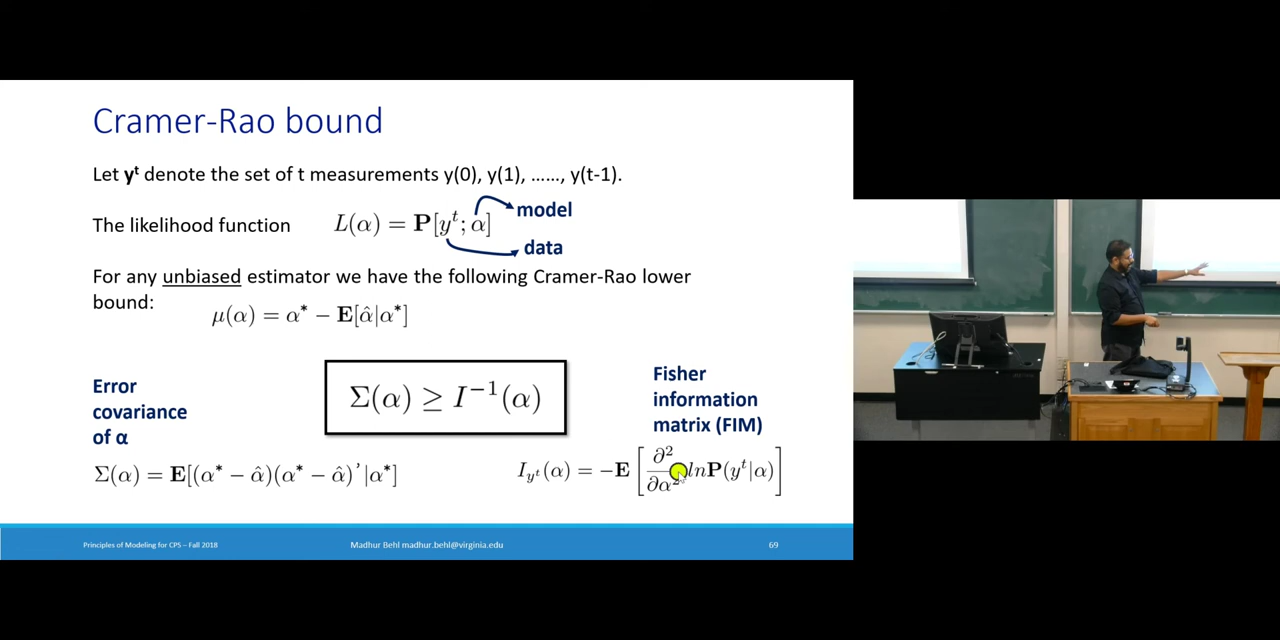 Cramer-Rao bound
Let yᵗ denote the set of t measurements y(0), y(1), ……, y(t-1).
The likelihood function L(α) = P[yᵗ; α]
model
data
For any unbiased estimator we have the following Cramer-Rao lower
bound:
μ(α) = α* − E[α̂|α*]
Error
covariance
of α
Σ(α) ≥ I⁻¹(α)
Fisher
information
matrix (FIM)
Σ(α) = E[(α* − α̂)(α* − α̂)'|α*]
I_yᵗ(α) = −E[∂²/∂α² lnP(yᵗ|α)]
Principles of Modeling for CPS – Fall 2018
Madhur Behl madhur.behl@virginia.edu
69